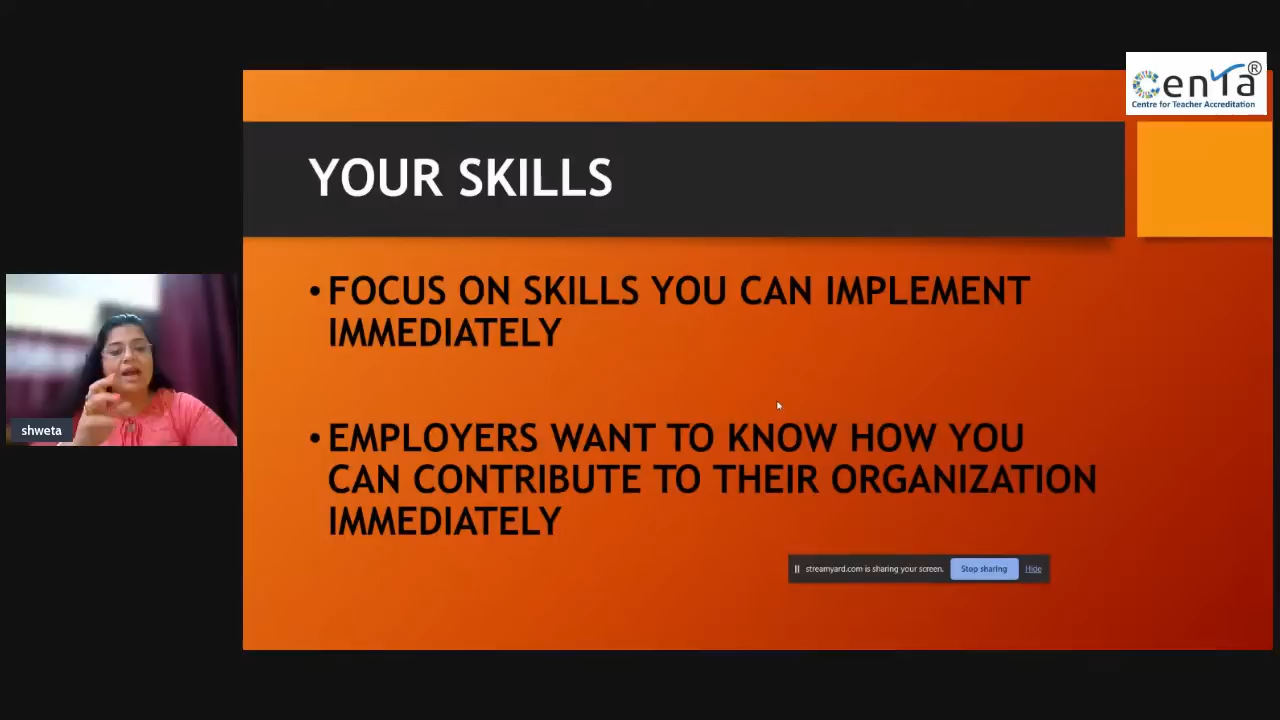 CENTA®
Centre for Teacher Accreditation
YOUR SKILLS
• FOCUS ON SKILLS YOU CAN IMPLEMENT
IMMEDIATELY
• EMPLOYERS WANT TO KNOW HOW YOU
CAN CONTRIBUTE TO THEIR ORGANIZATION
IMMEDIATELY
shweta
streamyard.com is sharing your screen.
Stop sharing
Hide